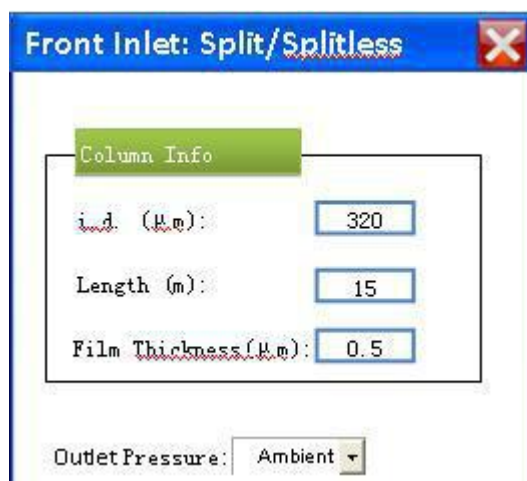 Front Inlet: Split/Splitless
Column Info
i.d. (μm): 320
Length (m): 15
Film Thickness(μm): 0.5
Outlet Pressure: Ambient